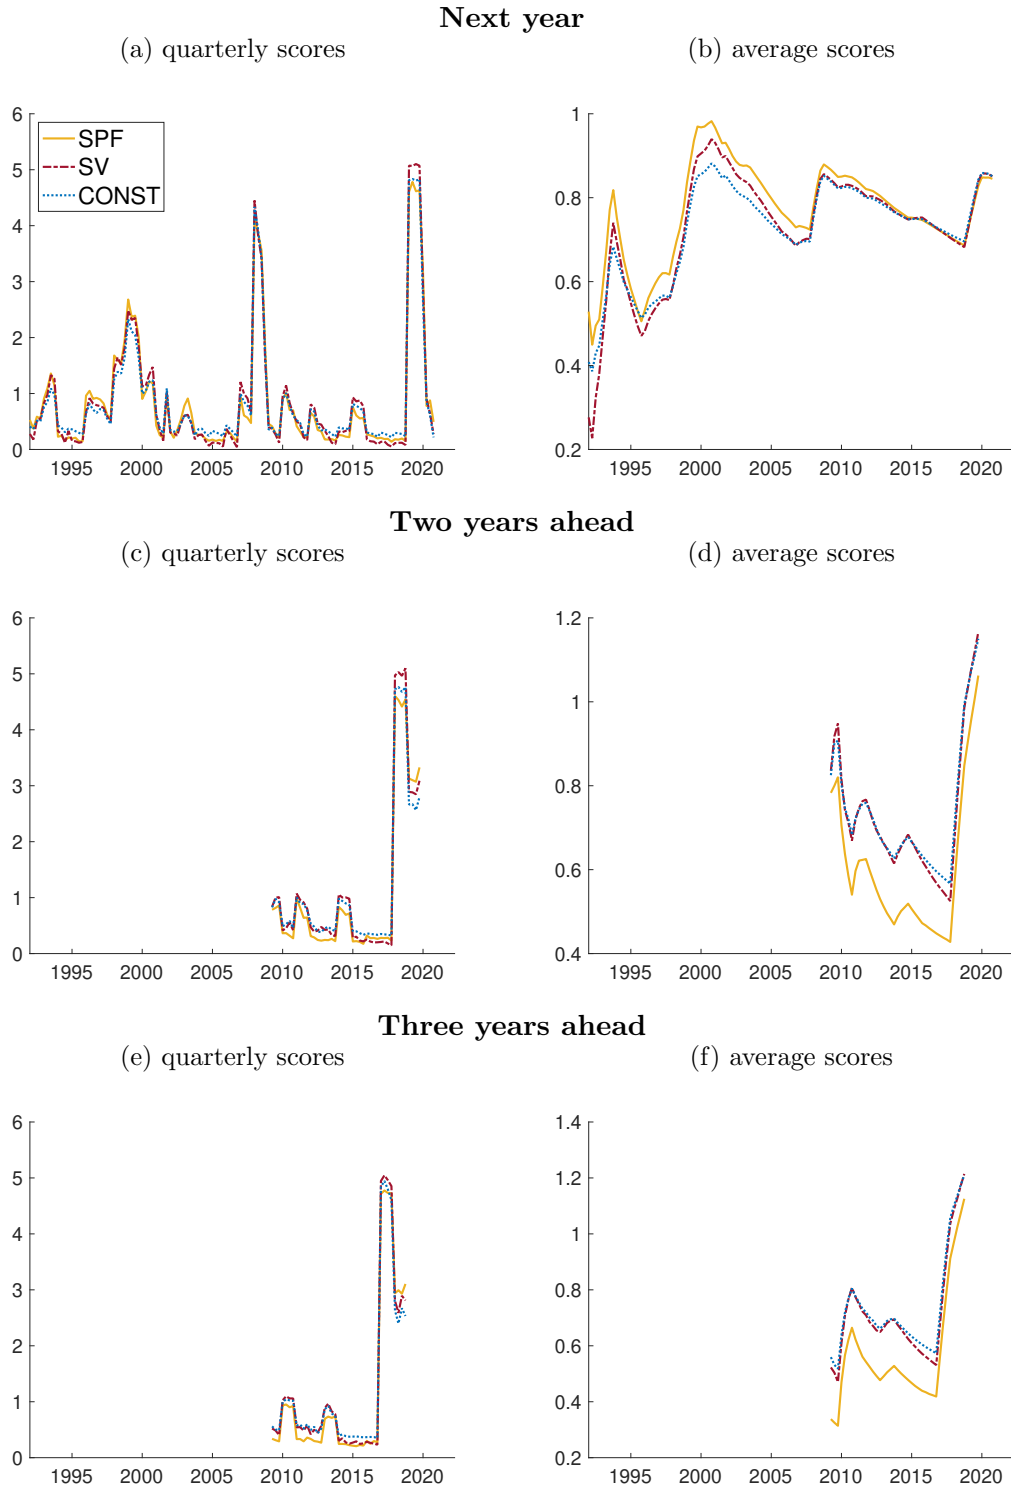 Next year
(a) quarterly scores
(b) average scores
6
5
4
3
2
1
0
SPF
SV
CONST
1995 2000 2005 2010 2015 2020
1
0.8
0.6
0.4
0.2
1995 2000 2005 2010 2015 2020
Two years ahead
(c) quarterly scores
(d) average scores
6
5
4
3
2
1
0
1995 2000 2005 2010 2015 2020
1.2
1
0.8
0.6
0.4
1995 2000 2005 2010 2015 2020
Three years ahead
(e) quarterly scores
(f) average scores
6
5
4
3
2
1
0
1995 2000 2005 2010 2015 2020
1.4
1.2
1
0.8
0.6
0.4
0.2
1995 2000 2005 2010 2015 2020